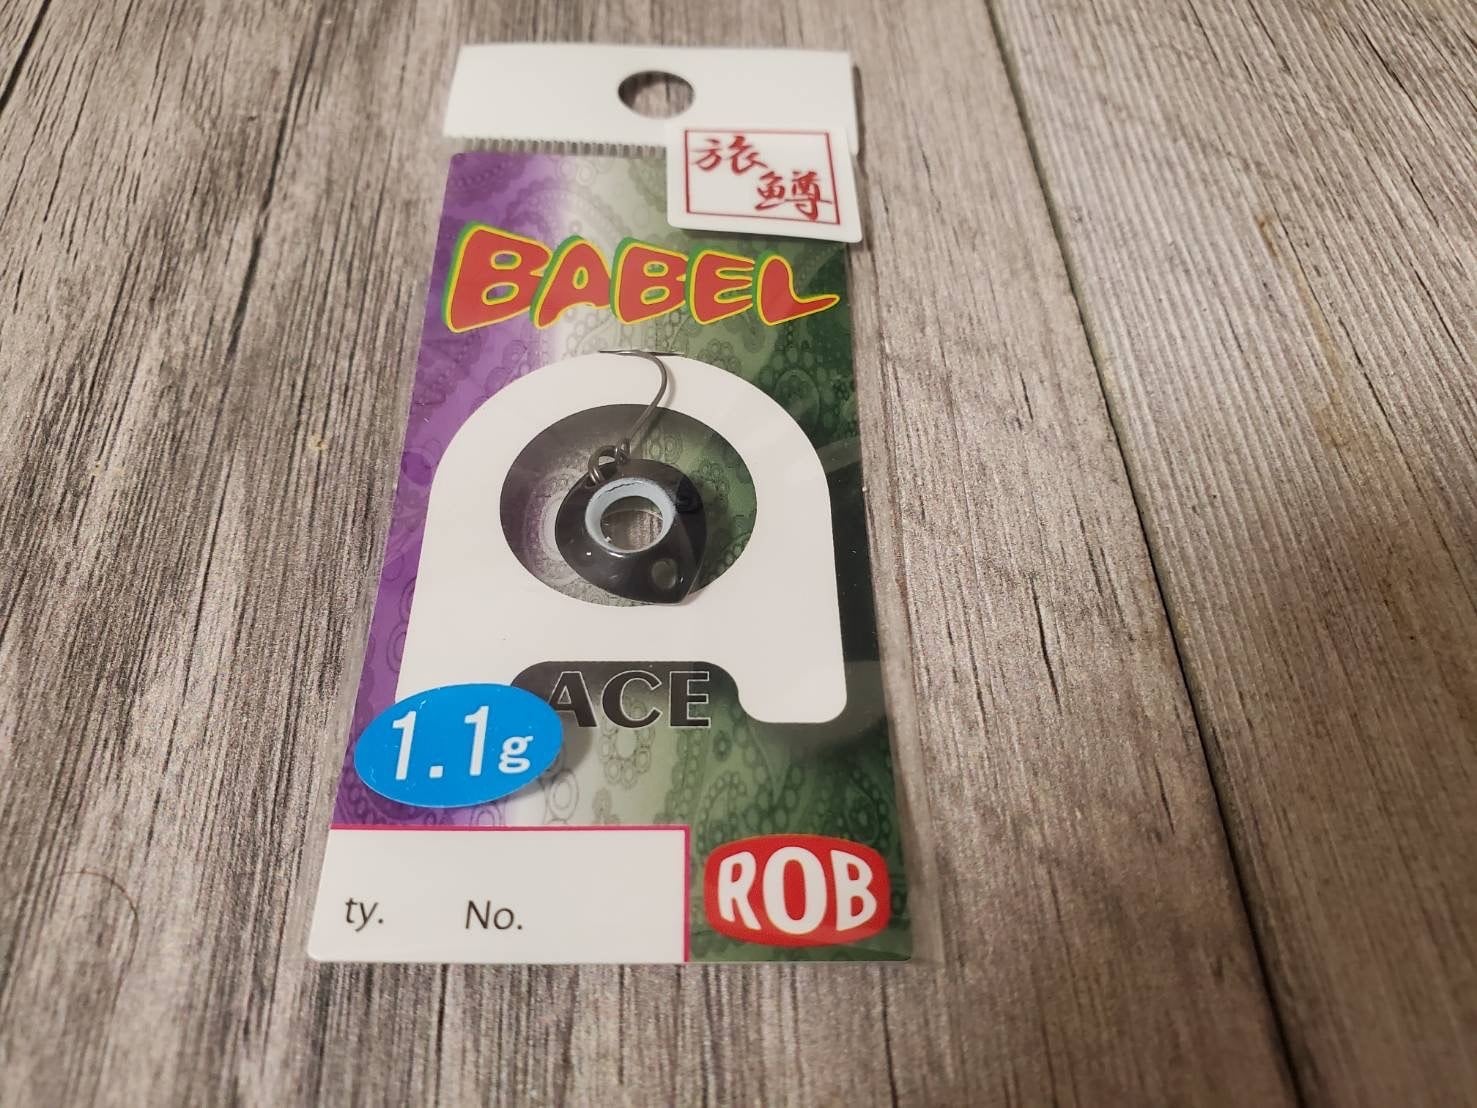 旅
鱒
BABEL
ACE
1.1g
ty. No.
ROB